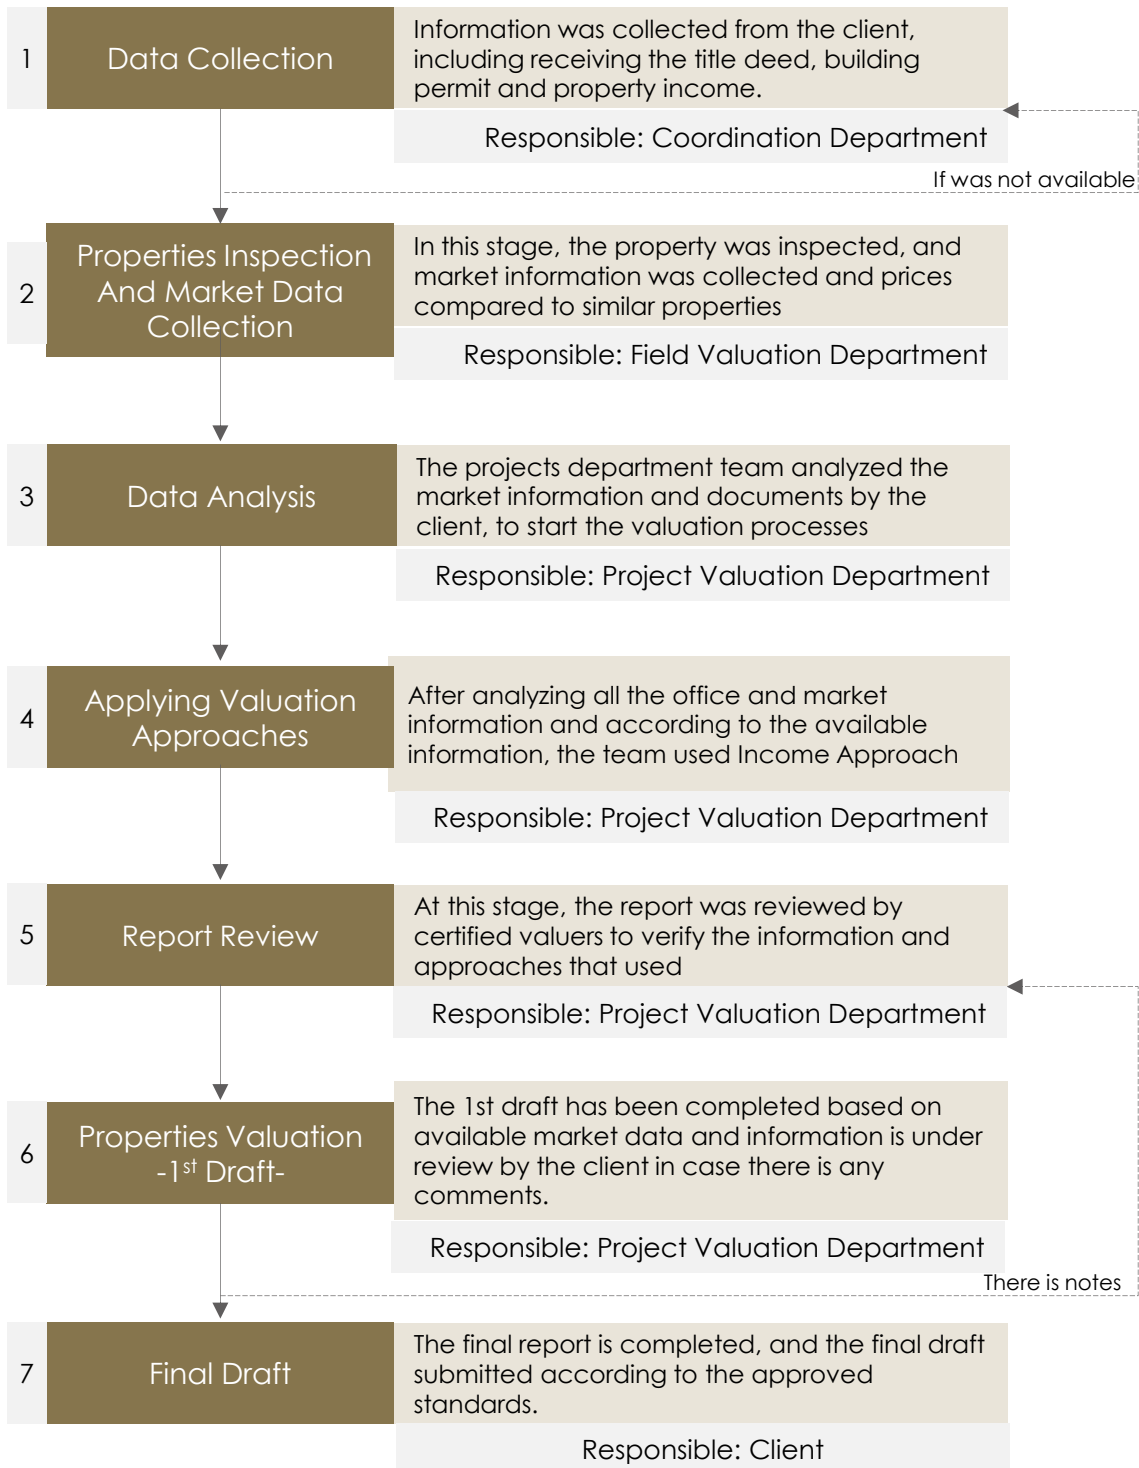 1
Data Collection
Information was collected from the client,
including receiving the title deed, building
permit and property income.
Responsible: Coordination Department
If was not available
2
Properties Inspection
And Market Data
Collection
In this stage, the property was inspected, and
market information was collected and prices
compared to similar properties
Responsible: Field Valuation Department
3
Data Analysis
The projects department team analyzed the
market information and documents by the
client, to start the valuation processes
Responsible: Project Valuation Department
4
Applying Valuation
Approaches
After analyzing all the office and market
information and according to the available
information, the team used Income Approach
Responsible: Project Valuation Department
5
Report Review
At this stage, the report was reviewed by
certified valuers to verify the information and
approaches that used
Responsible: Project Valuation Department
6
Properties Valuation
-1st Draft-
The 1st draft has been completed based on
available market data and information is under
review by the client in case there is any
comments.
Responsible: Project Valuation Department
There is notes
7
Final Draft
The final report is completed, and the final draft
submitted according to the approved
standards.
Responsible: Client